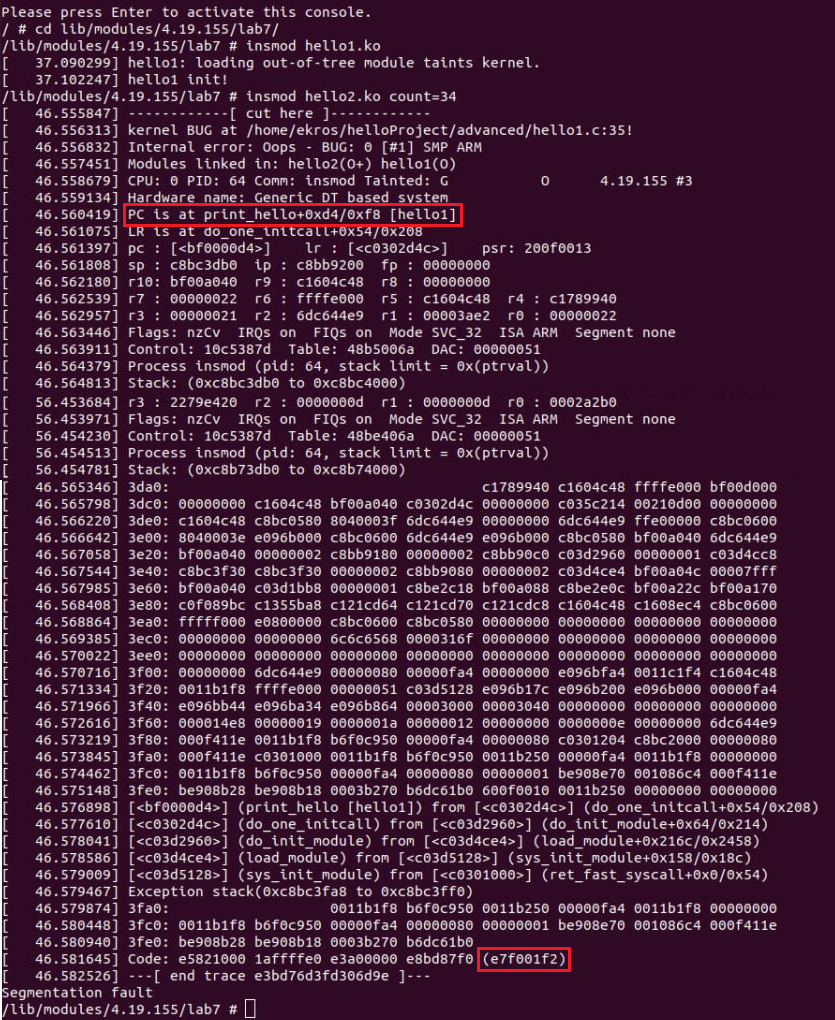 Please press Enter to activate this console.
/ # cd lib/modules/4.19.155/lab7/
/lib/modules/4.19.155/lab7 # insmod hello1.ko
[   37.090299] hello1: loading out-of-tree module taints kernel.
[   37.102247] hello1 init!
/lib/modules/4.19.155/lab7 # insmod hello2.ko count=34
[   46.555847] ------------[ cut here ]------------
[   46.556313] kernel BUG at /home/ekros/helloProject/advanced/hello1.c:35!
[   46.556832] Internal error: Oops - BUG: 0 [#1] SMP ARM
[   46.557451] Modules linked in: hello2(O+) hello1(O)
[   46.558679] CPU: 0 PID: 64 Comm: insmod Tainted: G           O      4.19.155 #3
[   46.559134] Hardware name: Generic DT based system
[   46.560419] PC is at print_hello+0xd4/0xf8 [hello1]
[   46.561075] LR is at do_one_initcall+0x54/0x208
[   46.561397] pc : [<bf0000d4>]    lr : [<c0302d4c>]    psr: 200f0013
[   46.561808] sp : c8bc3db0  ip : c8bb9200  fp : 00000000
[   46.562180] r10: bf00a040  r9 : c1604c48  r8 : 00000000
[   46.562539] r7 : 00000022  r6 : ffffe000  r5 : c1604c48  r4 : c1789940
[   46.562957] r3 : 00000021  r2 : 6dc644e9  r1 : 00003ae2  r0 : 00000022
[   46.563446] Flags: nzCv  IRQs on  FIQs on  Mode SVC_32  ISA ARM  Segment none
[   46.563911] Control: 10c5387d  Table: 48b5006a  DAC: 00000051
[   46.564379] Process insmod (pid: 64, stack limit = 0x(ptrval))
[   46.564813] Stack: (0xc8bc3db0 to 0xc8bc4000)
[   56.453684] r3 : 2279e420  r2 : 0000000d  r1 : 0000000d  r0 : 0002a2b0
[   56.453971] Flags: nzCv  IRQs on  FIQs on  Mode SVC_32  ISA ARM  Segment none
[   56.454230] Control: 10c5387d  Table: 48be406a  DAC: 00000051
[   56.454513] Process insmod (pid: 64, stack limit = 0x(ptrval))
[   56.454781] Stack: (0xc8b73db0 to 0xc8b74000)
[   46.565346] 3da0:                                     c1789940 c1604c48 ffffe000 bf00d000
[   46.565798] 3dc0: 00000000 c1604c48 bf00a040 c0302d4c 00000000 c035c214 00210d00 00000000
[   46.566220] 3de0: c1604c48 c8bc0580 8040003f 6dc644e9 00000000 6dc644e9 ffe00000 c8bc0600
[   46.566642] 3e00: 8040003e e096b000 c8bc0600 6dc644e9 e096b000 c8bc0580 bf00a040 6dc644e9
[   46.567058] 3e20: bf00a040 00000002 c8bb9180 00000002 c8bb90c0 c03d2960 00000001 c03d4cc8
[   46.567544] 3e40: c8bc3f30 c8bc3f30 00000002 c8bb9080 00000002 c03d4ce4 bf00a04c 00007fff
[   46.567985] 3e60: bf00a040 c03d1bb8 00000001 c8be2c18 bf00a088 c8be2e0c bf00a22c bf00a170
[   46.568408] 3e80: c0f089bc c1355ba8 c121cd64 c121cd70 c121cdc8 c1604c48 c1608ec4 c8bc0600
[   46.568864] 3ea0: fffff000 e0800000 c8bc0600 c8bc0580 00000000 00000000 00000000 00000000
[   46.569385] 3ec0: 00000000 00000000 6c6c6568 0000316f 00000000 00000000 00000000 00000000
[   46.570022] 3ee0: 00000000 00000000 00000000 00000000 00000000 00000000 00000000 00000000
[   46.570716] 3f00: 00000000 6dc644e9 00000080 00000fa4 00000000 e096bfa4 0011c1f4 c1604c48
[   46.571334] 3f20: 0011b1f8 ffffe000 00000051 c03d5128 e096b17c e096b200 e096b000 00000fa4
[   46.571966] 3f40: e096bb44 e096ba34 e096b864 00003000 00003040 00000000 00000000 00000000
[   46.572616] 3f60: 000014e8 00000019 0000001a 00000012 00000000 0000000e 00000000 6dc644e9
[   46.573219] 3f80: 000f411e 0011b1f8 b6f0c950 00000fa4 00000080 c0301204 c8bc2000 00000080
[   46.573845] 3fa0: 000f411e c0301000 0011b1f8 b6f0c950 0011b250 00000fa4 0011b1f8 00000000
[   46.574462] 3fc0: 0011b1f8 b6f0c950 00000fa4 00000080 00000001 be908e70 001086c4 000f411e
[   46.575148] 3fe0: be908b28 be908b18 0003b270 b6dc61b0 600f0010 0011b250 00000000 00000000
[   46.576898] [<bf0000d4>] (print_hello [hello1]) from [<c0302d4c>] (do_one_initcall+0x54/0x208)
[   46.577610] [<c0302d4c>] (do_one_initcall) from [<c03d2960>] (do_init_module+0x64/0x214)
[   46.578041] [<c03d2960>] (do_init_module) from [<c03d4ce4>] (load_module+0x216c/0x2458)
[   46.578586] [<c03d4ce4>] (load_module) from [<c03d5128>] (sys_init_module+0x158/0x18c)
[   46.579009] [<c03d5128>] (sys_init_module) from [<c0301000>] (ret_fast_syscall+0x0/0x54)
[   46.579467] Exception stack(0xc8bc3fa8 to 0xc8bc3ff0)
[   46.579874] 3fa0:                   0011b1f8 b6f0c950 0011b250 00000fa4 0011b1f8 00000000
[   46.580448] 3fc0: 0011b1f8 b6f0c950 00000fa4 00000080 00000001 be908e70 001086c4 000f411e
[   46.580940] 3fe0: be908b28 be908b18 0003b270 b6dc61b0
[   46.581645] Code: e5821000 1affffe0 e3a00000 e8bd87f0 (e7f001f2)
[   46.582526] ---[ end trace e3bd76d3fd306d9e ]---
Segmentation fault
/lib/modules/4.19.155/lab7 #